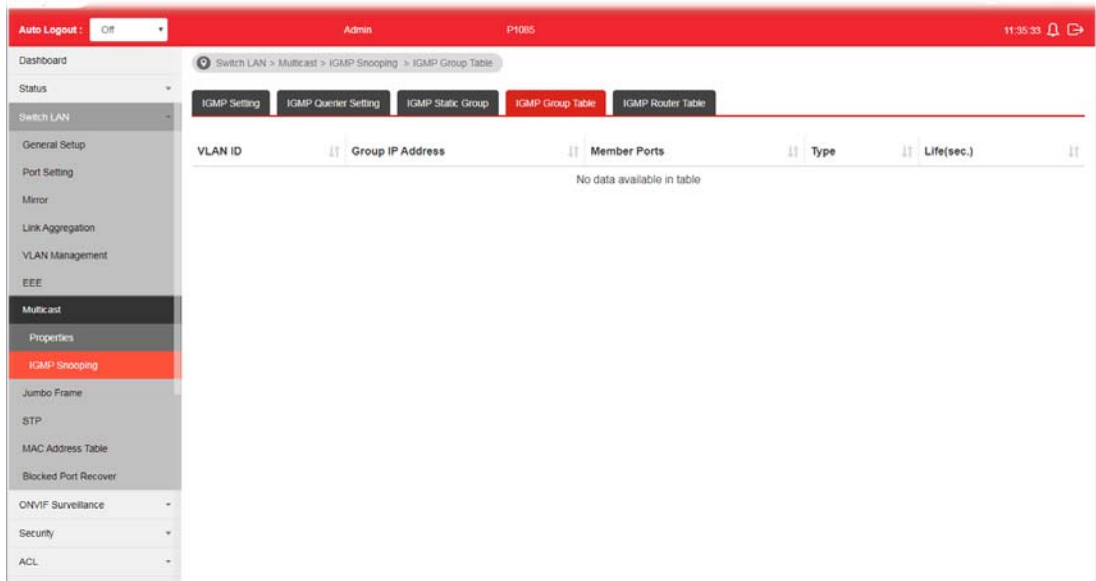 Auto Logout : Off Admin P1085 11:35:33
Dashboard
Status
Switch LAN
General Setup
Port Setting
Mirror
Link Aggregation
VLAN Management
EEE
Multicast
Properties
IGMP Snooping
Jumbo Frame
STP
MAC Address Table
Blocked Port Recover
ONVIF Surveillance
Security
ACL
Switch LAN > Multicast > IGMP Snooping > IGMP Group Table
IGMP Setting IGMP Querier Setting IGMP Static Group IGMP Group Table IGMP Router Table
VLAN ID Group IP Address Member Ports Type Life(sec.)
No data available in table